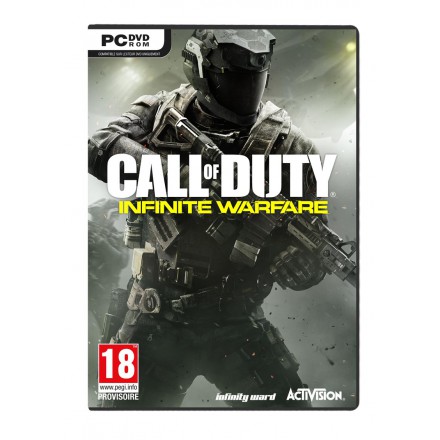 PC DVD
ROM
CALL OF DUTY®
INFINITE WARFARE
18
www.pegi.info
PROVISOIRE
infinity ward
ACTIVISION